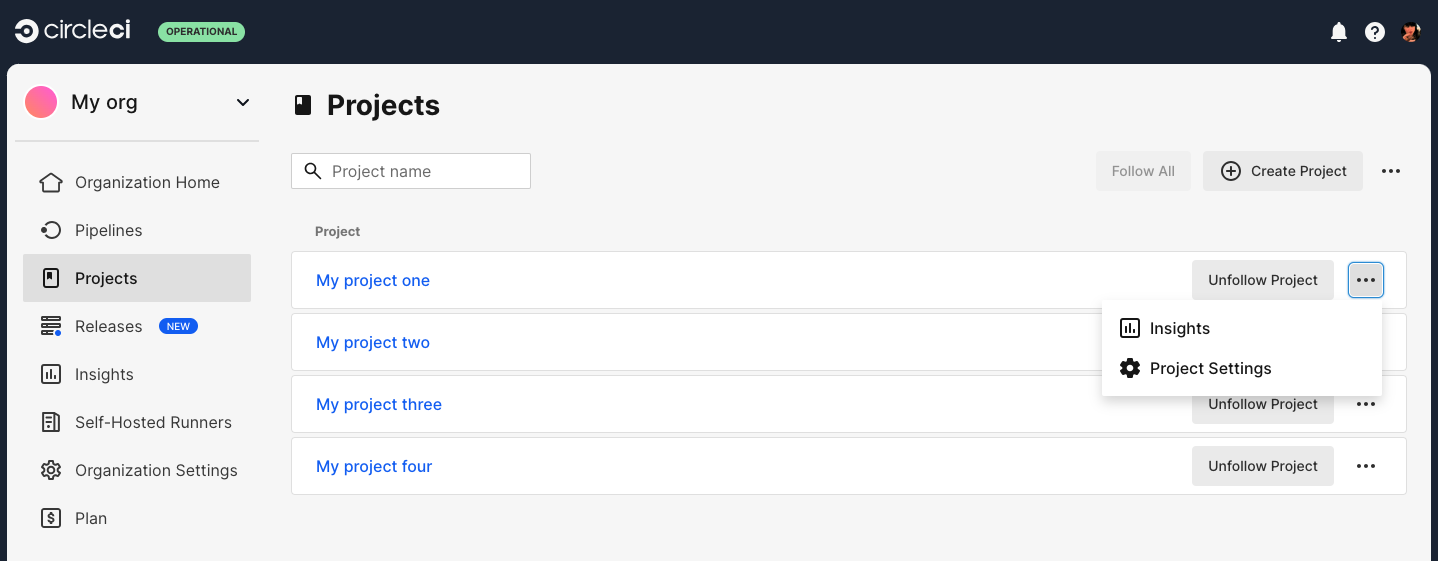 circleci
OPERATIONAL
My org
Projects
Project name
Follow All
Create Project
Organization Home
Pipelines
Projects
Releases NEW
Insights
Self-Hosted Runners
Organization Settings
Plan
Project
My project one
Unfollow Project
Insights
Project Settings
My project two
My project three
Unfollow Project
My project four
Unfollow Project